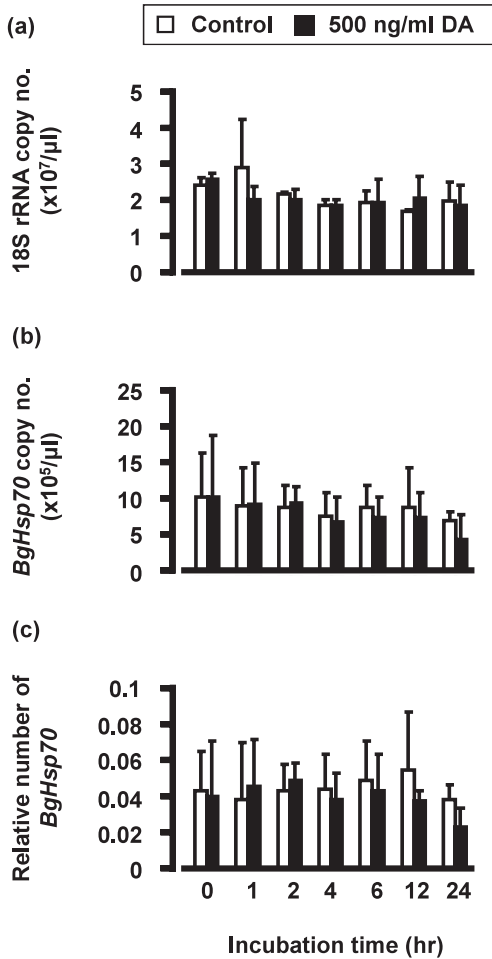 (a)
Control 500 ng/ml DA
18S rRNA copy no.
(x10⁷/µl)
5
4
3
2
1
0
(b)
BgHsp70 copy no.
(x10⁵/µl)
25
20
15
10
5
0
(c)
Relative number of
BgHsp70
0.1
0.08
0.06
0.04
0.02
0
0 1 2 4 6 12 24
Incubation time (hr)